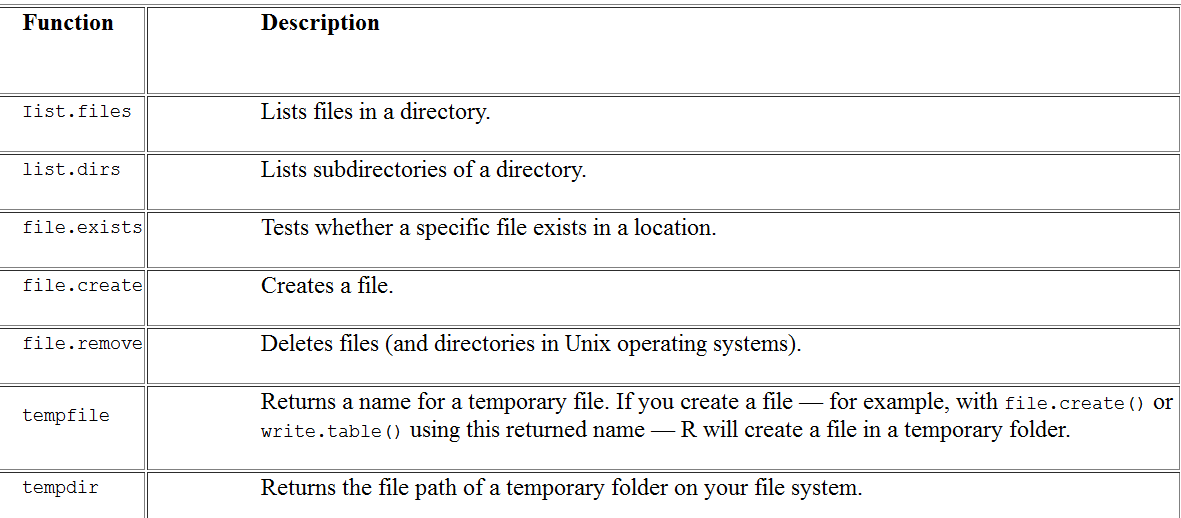 Function Description
Iist.files Lists files in a directory.
list.dirs Lists subdirectories of a directory.
file.exists Tests whether a specific file exists in a location.
file.create Creates a file.
file.remove Deletes files (and directories in Unix operating systems).
tempfile Returns a name for a temporary file. If you create a file — for example, with file.create() or
write.table() using this returned name — R will create a file in a temporary folder.
tempdir Returns the file path of a temporary folder on your file system.